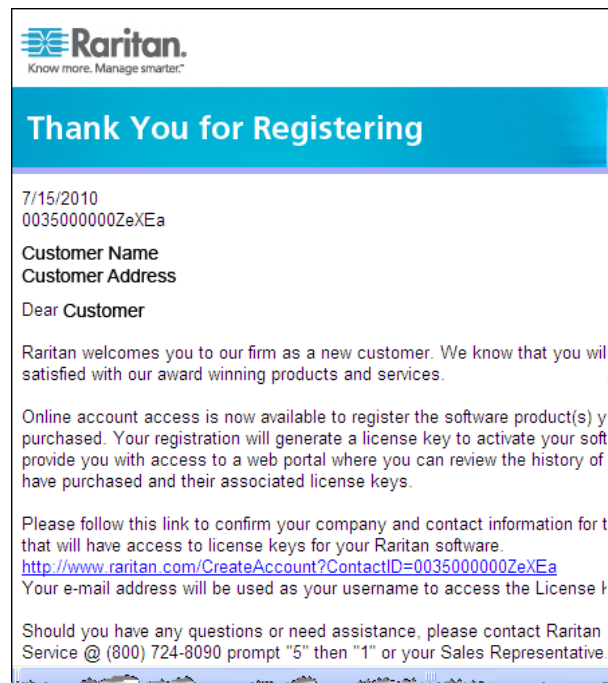 Raritan.
Know more. Manage smarter.™
Thank You for Registering
7/15/2010
0035000000ZeXEa
Customer Name
Customer Address
Dear Customer
Raritan welcomes you to our firm as a new customer. We know that you wil
satisfied with our award winning products and services.
Online account access is now available to register the software product(s) y
purchased. Your registration will generate a license key to activate your soft
provide you with access to a web portal where you can review the history of
have purchased and their associated license keys.
Please follow this link to confirm your company and contact information for t
that will have access to license keys for your Raritan software.
http://www.raritan.com/CreateAccount?ContactID=0035000000ZeXEa
Your e-mail address will be used as your username to access the License
Should you have any questions or need assistance, please contact Raritan
Service @ (800) 724-8090 prompt "5" then "1" or your Sales Representative.